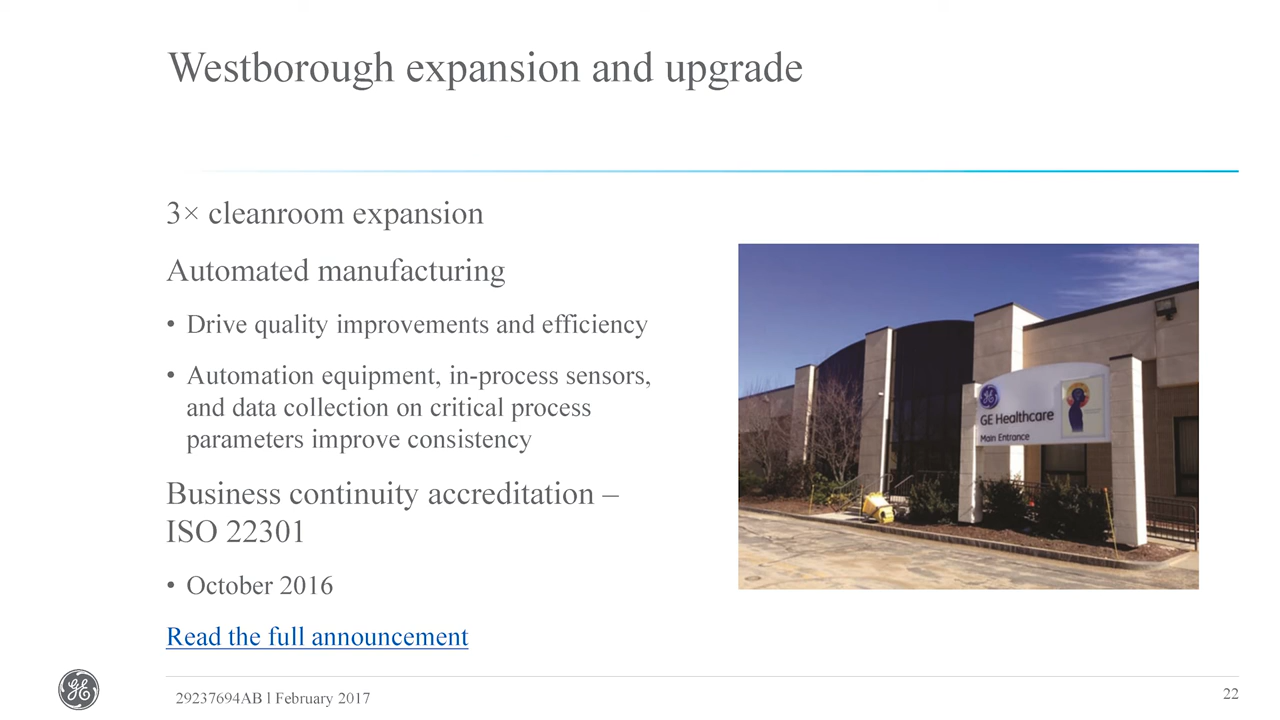 Westborough expansion and upgrade
3× cleanroom expansion
Automated manufacturing
• Drive quality improvements and efficiency
• Automation equipment, in-process sensors,
and data collection on critical process
parameters improve consistency
Business continuity accreditation –
ISO 22301
• October 2016
Read the full announcement
GE
GE Healthcare
Main Entrance
GE
29237694AB l February 2017
22